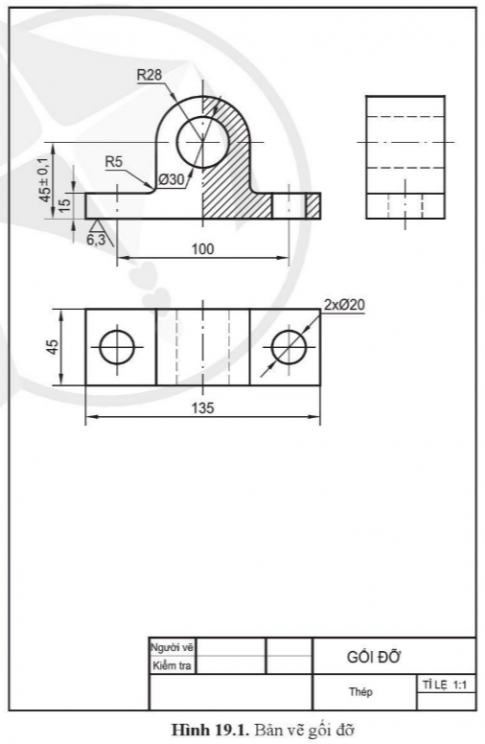 R28
R5
Ø30
45± 0,1
15
6,3
100
2xØ20
45
135
Người vẽ
Kiểm tra
GỐI ĐỠ
Thép
TỈ LỆ 1:1
Hình 19.1. Bản vẽ gối đỡ